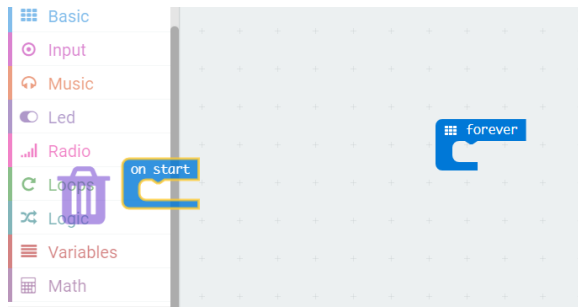 Basic
Input
Music
Led
Radio
Loops
Logic
Variables
Math
on start
forever